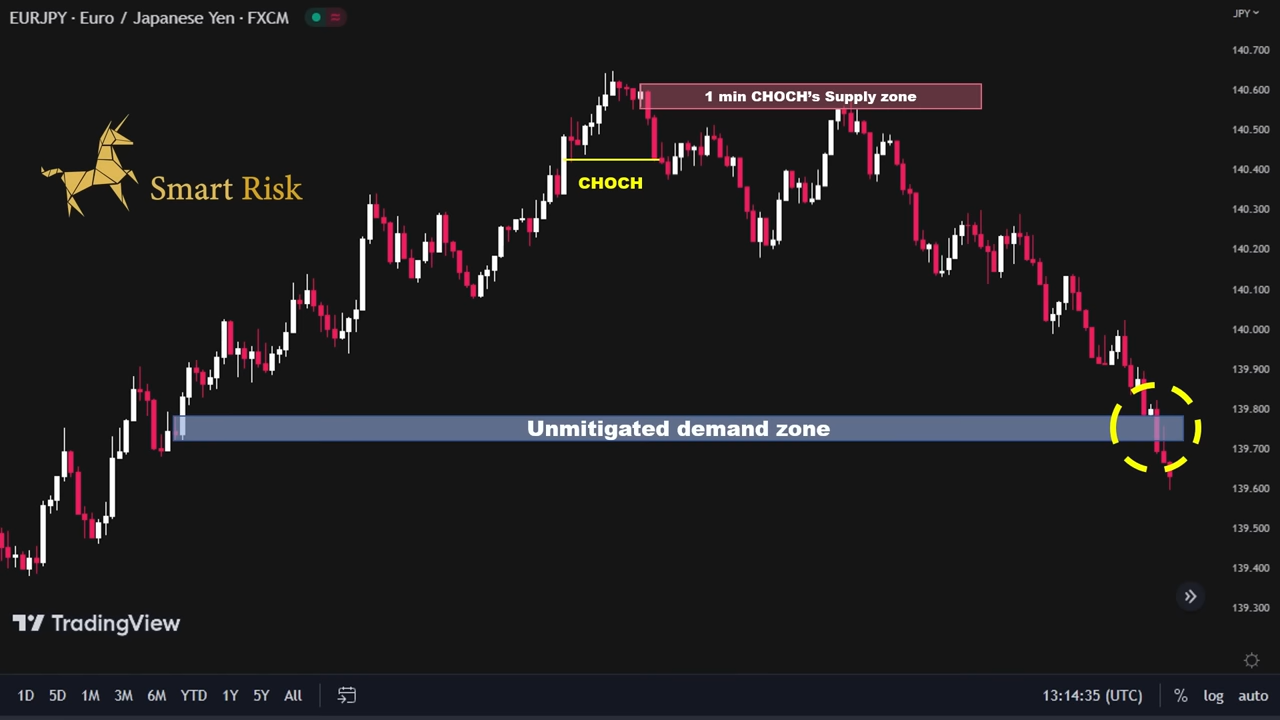 EURJPY · Euro / Japanese Yen · FXCM
JPY
140.700
140.600
1 min CHOCH's Supply zone
140.500
140.400
CHOCH
Smart Risk
140.300
140.200
140.100
140.000
139.900
139.800
Unmitigated demand zone
139.700
139.600
139.500
139.400
139.300
TradingView
1D 5D 1M 3M 6M YTD 1Y 5Y All 13:14:35 (UTC) % log auto